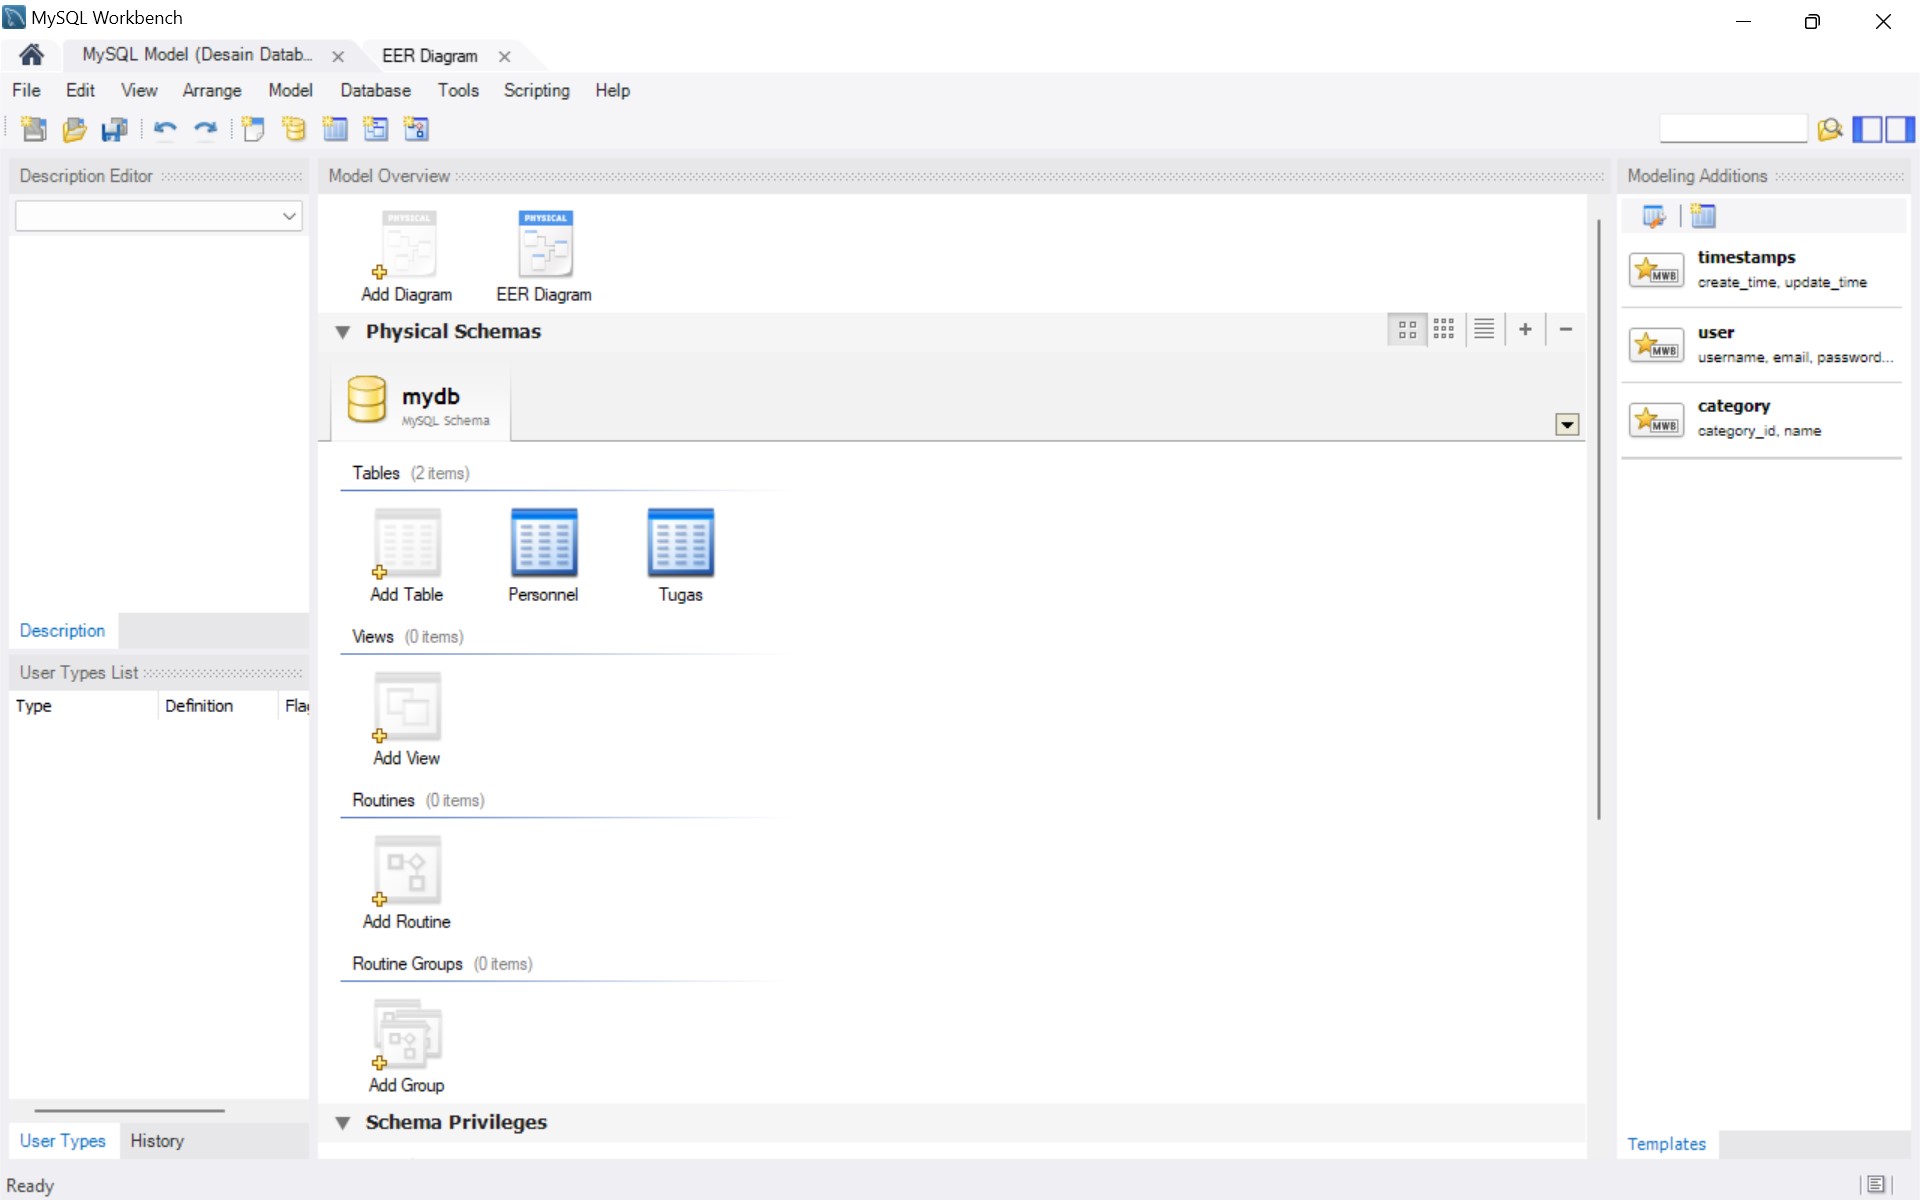 MySQL Workbench
MySQL Model (Desain Datab...
EER Diagram
File Edit View Arrange Model Database Tools Scripting Help
Description Editor
Model Overview
Modeling Additions
PHYSICAL
Add Diagram
PHYSICAL
EER Diagram
Physical Schemas
mydb
MySQL Schema
Tables (2 items)
Add Table
Personnel
Tugas
Views (0 items)
Add View
Routines (0 items)
Add Routine
Routine Groups (0 items)
Add Group
Schema Privileges
Description
User Types List
Type Definition Flag
User Types History
MWB
timestamps
create_time, update_time
MWB
user
username, email, password...
MWB
category
category_id, name
Templates
Ready